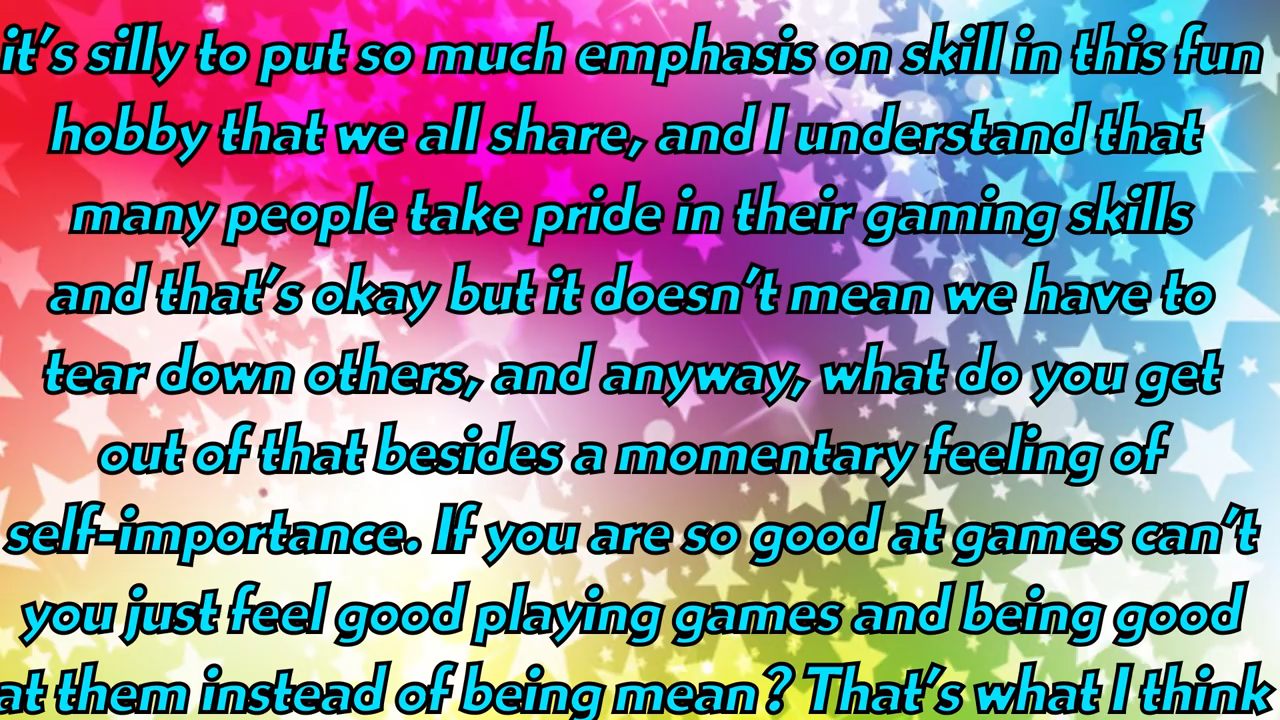 it's silly to put so much emphasis on skill in this fun
hobby that we all share, and I understand that
many people take pride in their gaming skills
and that's okay but it doesn't mean we have to
tear down others, and anyway, what do you get
out of that besides a momentary feeling of
self-importance. If you are so good at games can't
you just feel good playing games and being good
at them instead of being mean? That's what I think